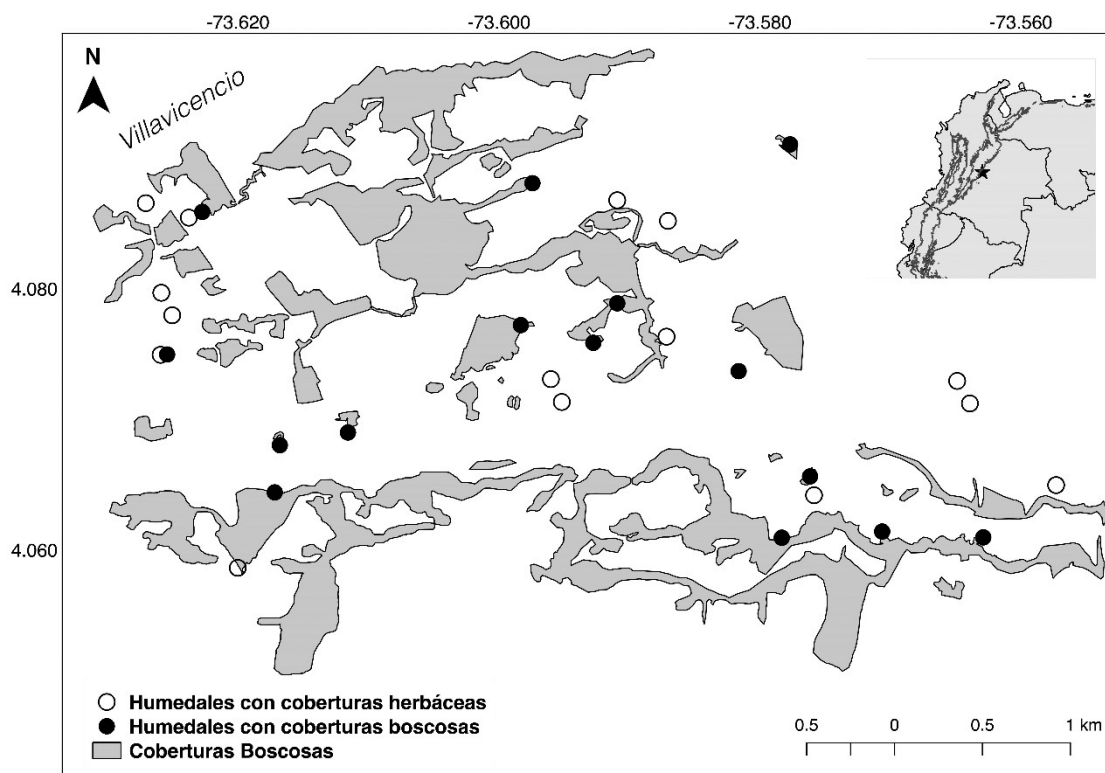 -73.620 -73.600 -73.580 -73.560
N
Villavicencio
4.080
4.060
Humedales con coberturas herbáceas
Humedales con coberturas boscosas
Coberturas Boscosas
0.5 0 0.5 1 km